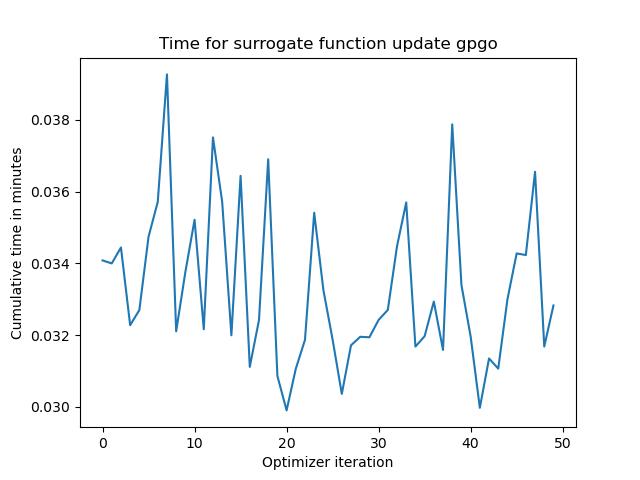 Time for surrogate function update gpgo
Cumulative time in minutes
0.038
0.036
0.034
0.032
0.030
0 10 20 30 40 50
Optimizer iteration